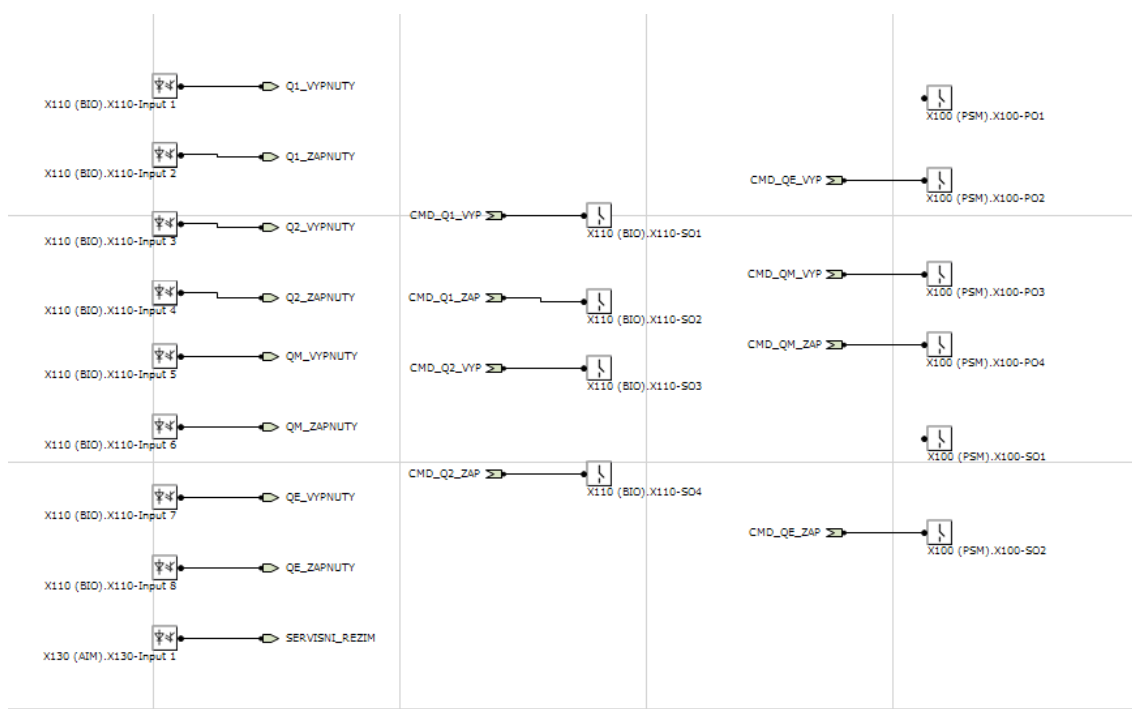 Q1_VYPNUTY
X110 (BIO).X110-Input 1
Q1_ZAPNUTY
X110 (BIO).X110-Input 2
Q2_VYPNUTY
X110 (BIO).X110-Input 3
Q2_ZAPNUTY
X110 (BIO).X110-Input 4
QM_VYPNUTY
X110 (BIO).X110-Input 5
QM_ZAPNUTY
X110 (BIO).X110-Input 6
QE_VYPNUTY
X110 (BIO).X110-Input 7
QE_ZAPNUTY
X110 (BIO).X110-Input 8
SERVISNI_REZIM
X130 (AIM).X130-Input 1
CMD_Q1_VYP
X110 (BIO).X110-SO1
CMD_Q1_ZAP
X110 (BIO).X110-SO2
CMD_Q2_VYP
X110 (BIO).X110-SO3
CMD_Q2_ZAP
X110 (BIO).X110-SO4
X100 (PSM).X100-PO1
CMD_QE_VYP
X100 (PSM).X100-PO2
CMD_QM_VYP
X100 (PSM).X100-PO3
CMD_QM_ZAP
X100 (PSM).X100-PO4
X100 (PSM).X100-SO1
CMD_QE_ZAP
X100 (PSM).X100-SO2